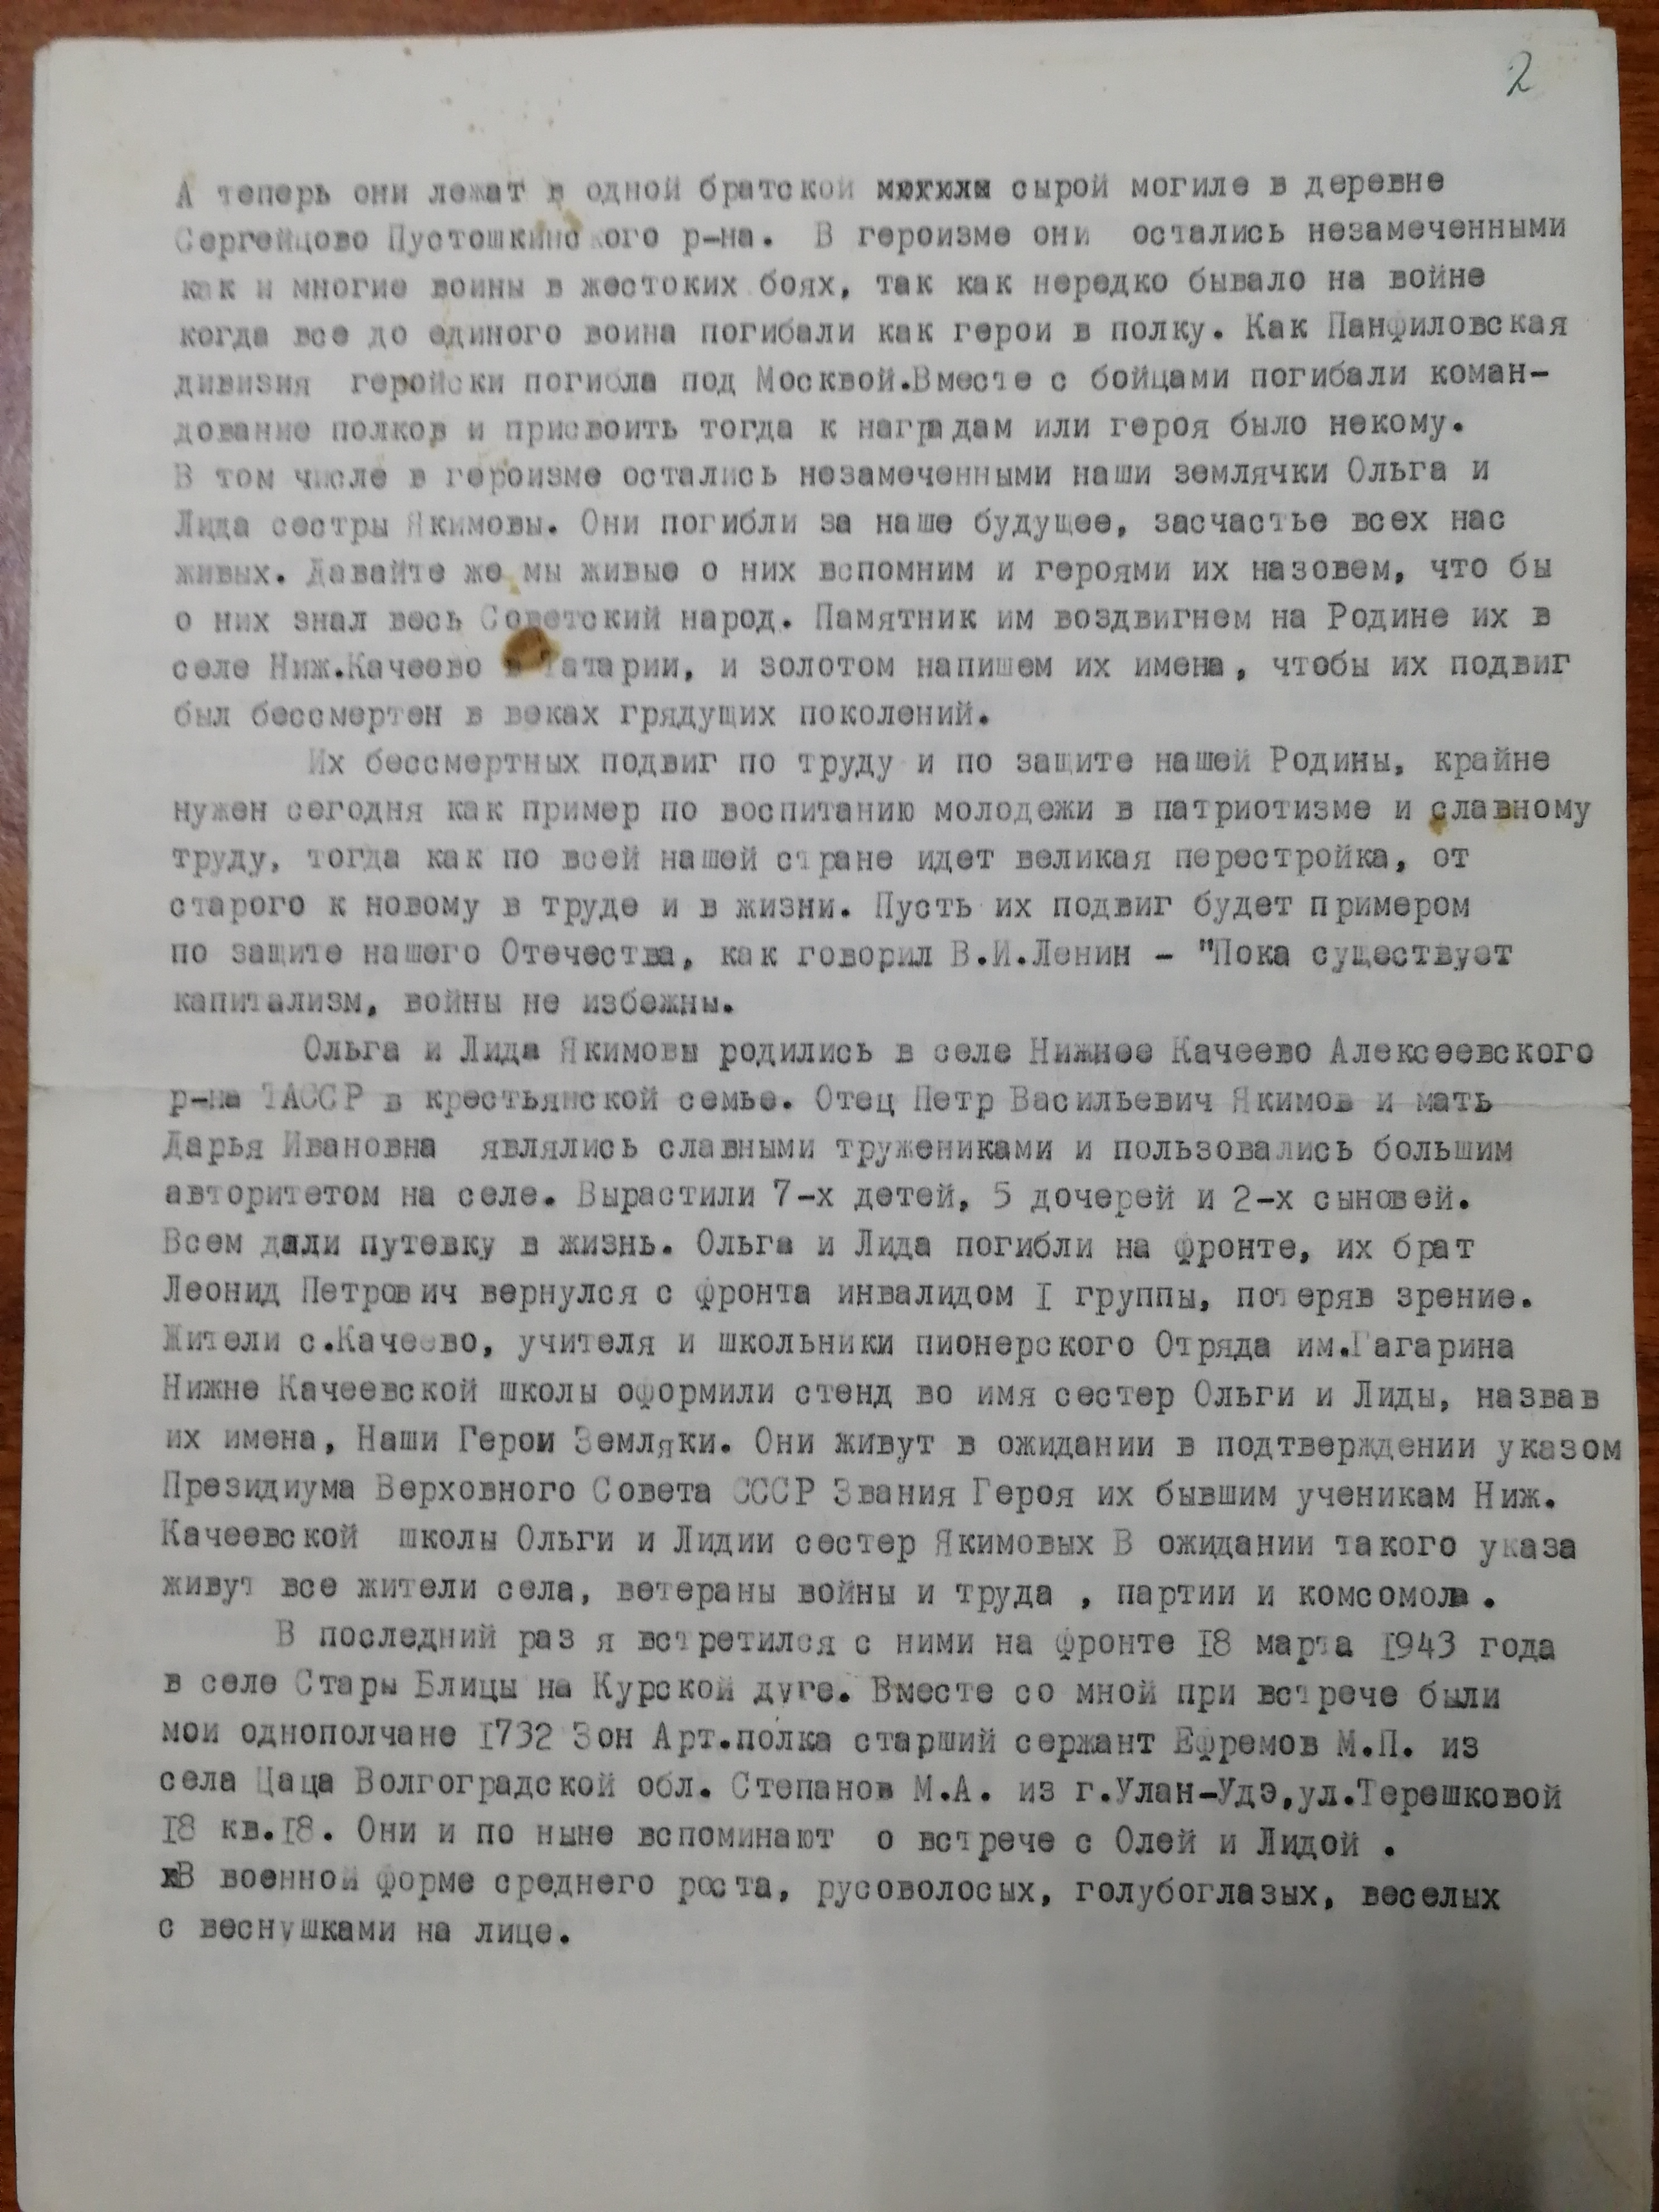 2
А теперь они лежат в одной братской сырой могиле в деревне
Сергейцово Пустошкинского р-на. В героизме они остались незамеченными
как и многие воины в жестоких боях, так как нередко бывало на войне
когда все до единого воина погибали как герои в полку. Как Панфиловская
дивизия геройски погибла под Москвой.Вместе с бойцами погибали коман-
дование полков и присвоить тогда к наградам или героя было некому.
В том числе в героизме остались незамеченными наши землячки Ольга и
Лида сестры Якимовы. Они погибли за наше будущее, засчастье всех нас
живых. Давайте же мы живые о них вспомним и героями их назовем, что бы
о них знал весь Советский народ. Памятник им воздвигнем на Родине их в
селе Ниж.Качеево в Татарии, и золотом напишем их имена, чтобы их подвиг
был бессмертен в веках грядущих поколений.
Их бессмертных подвиг по труду и по защите нашей Родины, крайне
нужен сегодня как пример по воспитанию молодежи в патриотизме и славному
труду, тогда как по всей нашей стране идет великая перестройка, от
старого к новому в труде и в жизни. Пусть их подвиг будет примером
по защите нашего Отечества, как говорил В.И.Ленин - "Пока существует
капитализм, войны не избежны.
Ольга и Лида Якимовы родились в селе Нижнее Качеево Алексеевского
р-на ТАССР в крестьянской семье. Отец Петр Васильевич Якимов и мать
Дарья Ивановна являлись славными тружениками и пользовались большим
авторитетом на селе. Вырастили 7-х детей, 5 дочерей и 2-х сыновей.
Всем дали путевку в жизнь. Ольга и Лида погибли на фронте, их брат
Леонид Петрович вернулся с фронта инвалидом I группы, потеряв зрение.
Жители с.Качеево, учителя и школьники пионерского Отряда им.Гагарина
Нижне Качеевской школы оформили стенд во имя сестер Ольги и Лиды, назвав
их имена, Наши Герои Земляки. Они живут в ожидании в подтверждении указом
Президиума Верховного Совета СССР Звания Героя их бывшим ученикам Ниж.
Качеевской школы Ольги и Лидии сестер Якимовых В ожидании такого указа
живут все жители села, ветераны войны и труда , партии и комсомола.
В последний раз я встретился с ними на фронте I8 марта I943 года
в селе Стары Блицы на Курской дуге. Вместе со мной при встрече были
мои однополчане I732 Зон Арт.полка старший сержант Ефремов М.П. из
села Цаца Волгоградской обл. Степанов М.А. из г.Улан-Удэ,ул.Терешковой
I8 кв.I8. Они и по ныне вспоминают о встрече с Олей и Лидой .
В военной форме среднего роста, русоволосых, голубоглазых, веселых
с веснушками на лице.